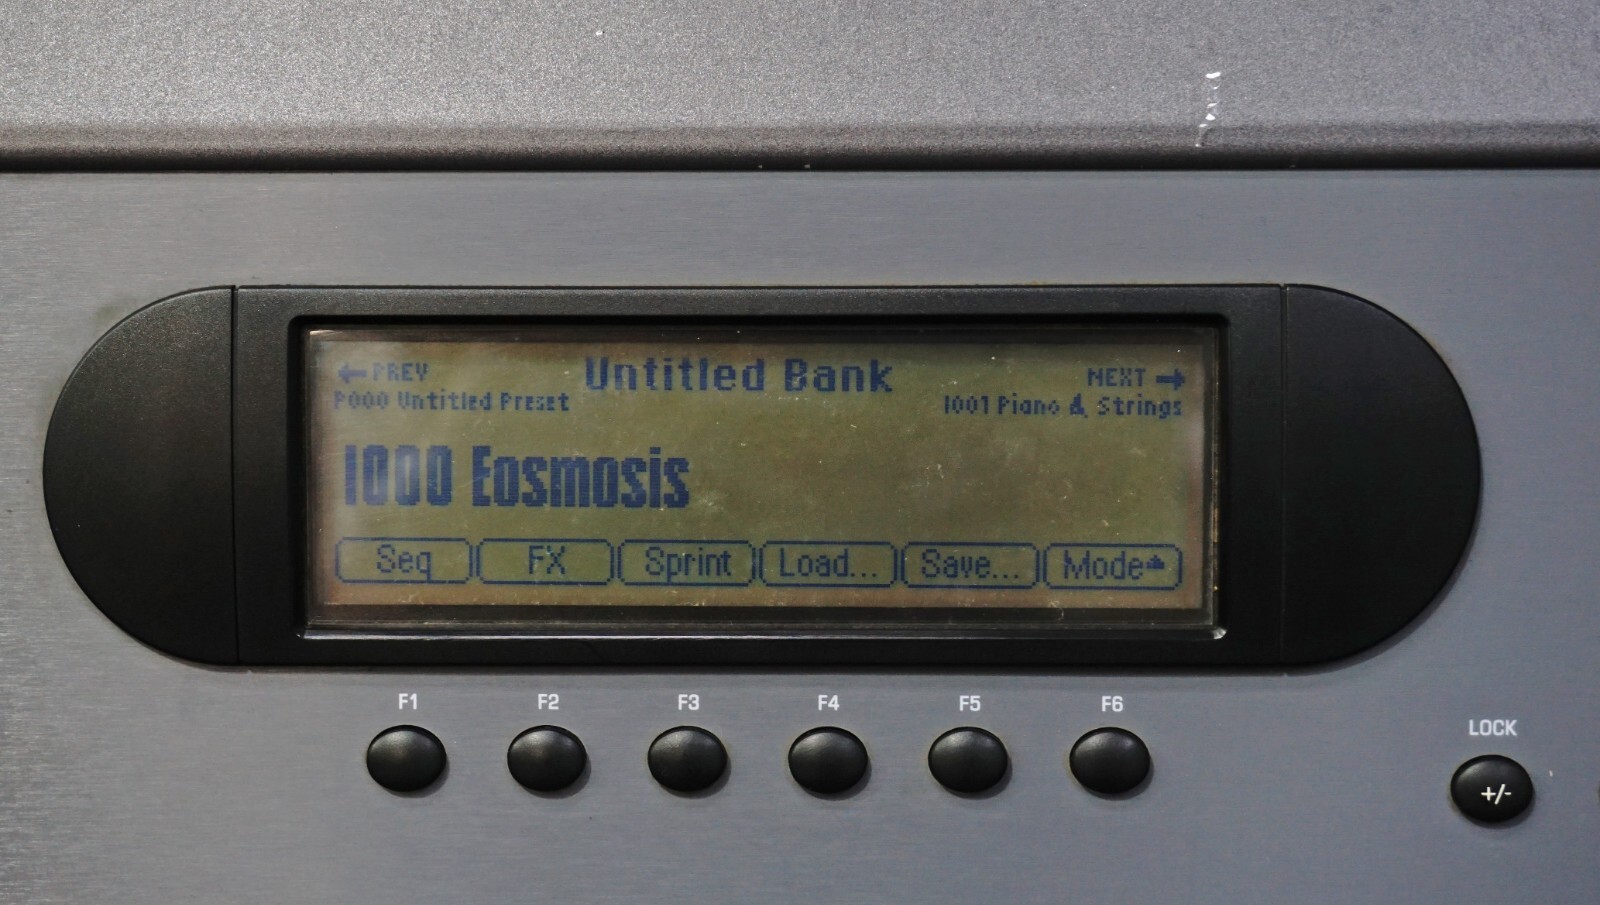 ← PREV Untitled Bank NEXT →
P000 Untitled Preset 1001 Piano & Strings
1000 Eosmosis
Seq FX Sprint Load... Save... Mode
F1 F2 F3 F4 F5 F6
LOCK
+/-